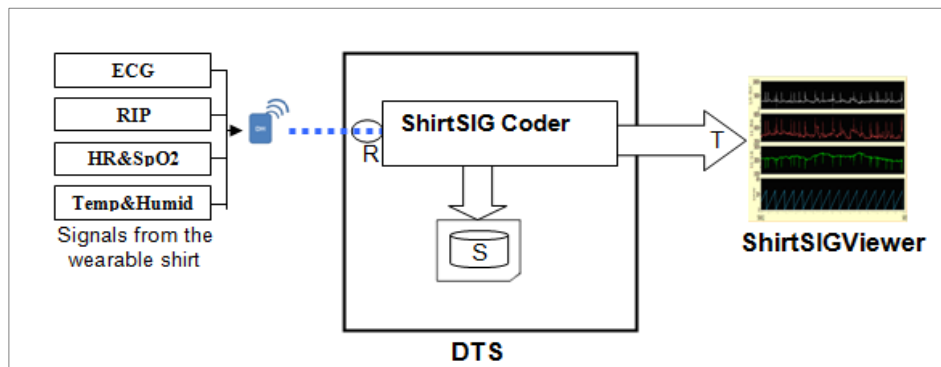 ECG
RIP
HR&SpO2
Temp&Humid
Signals from the
wearable shirt
R
ShirtSIG Coder
S
DTS
T
ShirtSIGViewer